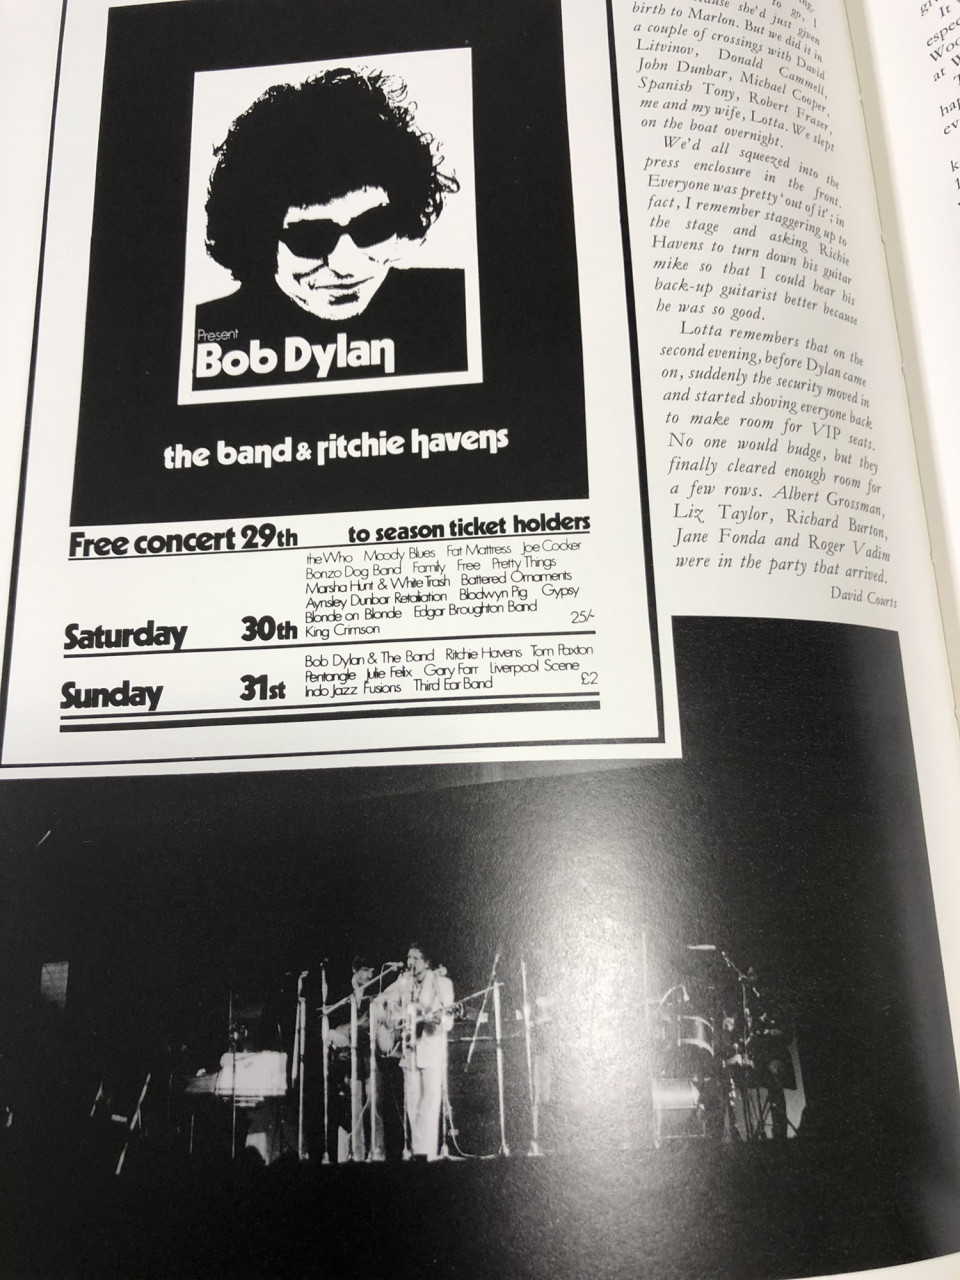 Present
Bob Dylan
the band & ritchie havens
Free concert 29th to season ticket holders
Saturday 30th
the Who Moody Blues Fat Mattress Joe Cocker
Bonzo Dog Band Family Free Pretty Things
Marsha Hunt & White Trash Battered Ornaments
Aynsley Dunbar Retaliation Blodwyn Pig Gypsy
Blonde on Blonde Edgar Broughton Band
King Crimson
25/-
Sunday 31st
Bob Dylan & The Band Ritchie Havens Tom Paxton
Pentangle Julie Felix Gary Farr Liverpool Scene
Indo Jazz Fusions Third Ear Band
£2
to go, I
she'd just given
birth to Marlon. But we did it in
a couple of crossings with David
Litvinov, Donald Cammell,
John Dunbar, Michael Cooper,
Spanish Tony, Robert Fraser,
me and my wife, Lotta. We slept
on the boat overnight.
We'd all squeezed into the
press enclosure in the front.
Everyone was pretty 'out of it'; in
fact, I remember staggering up to
the stage and asking Richie
Havens to turn down his guitar
mike so that I could hear his
back-up guitarist better because
he was so good.
Lotta remembers that on the
second evening, before Dylan came
on, suddenly the security moved in
and started shoving everyone back
to make room for VIP seats.
No one would budge, but they
finally cleared enough room for
a few rows. Albert Grossman,
Liz Taylor, Richard Burton,
Jane Fonda and Roger Vadim
were in the party that arrived.
David Courts
It
at